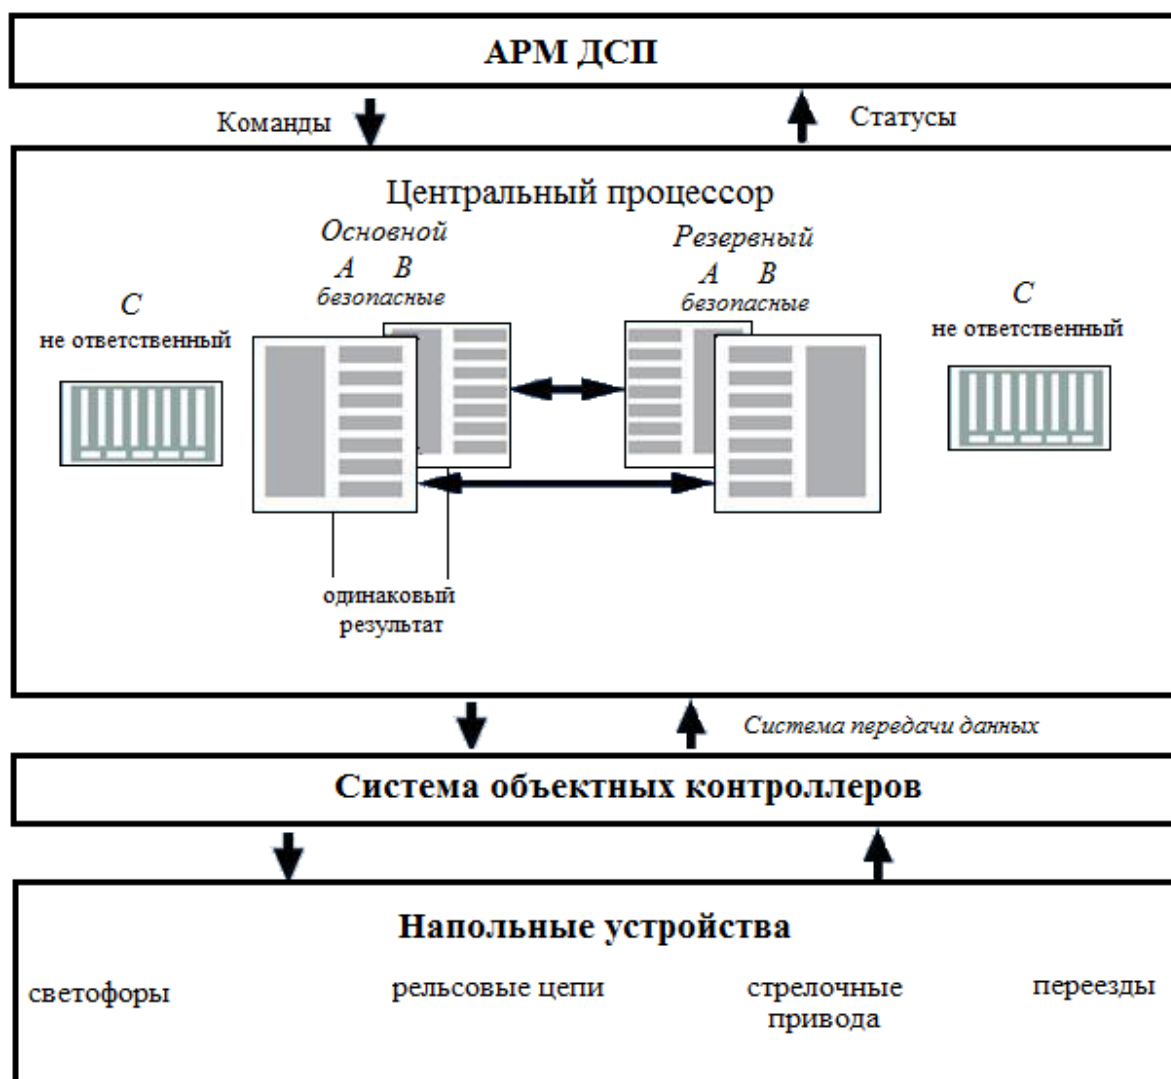 АРМ ДСП
Команды
Статусы
Центральный процессор
Основной
Резервный
A B
A B
безопасные
безопасные
C
C
не ответственный
не ответственный
одинаковый
результат
Система передачи данных
Система объектных контроллеров
Напольные устройства
светофоры
рельсовые цепи
стрелочные
привода
переезды